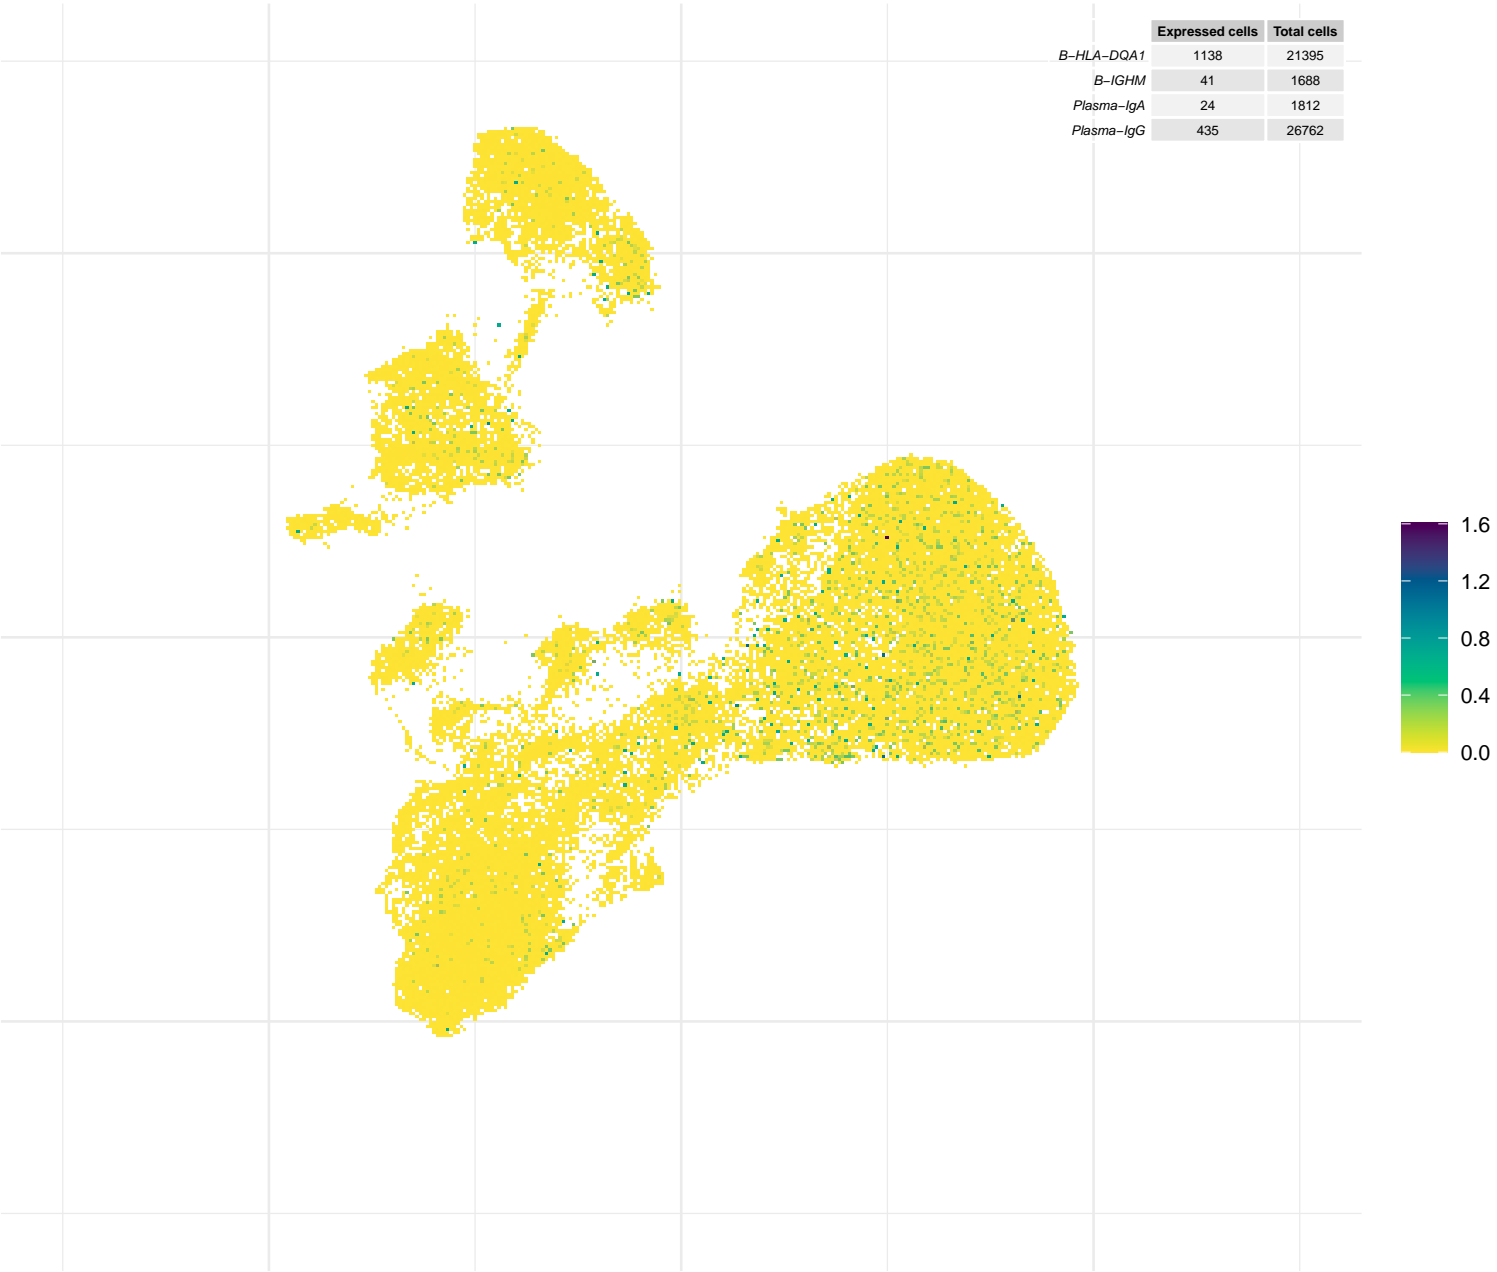 Expressed cells Total cells
B-HLA-DQA1 1138 21395
B-IGHM 41 1688
Plasma-IgA 24 1812
Plasma-IgG 435 26762
1.6
1.2
0.8
0.4
0.0